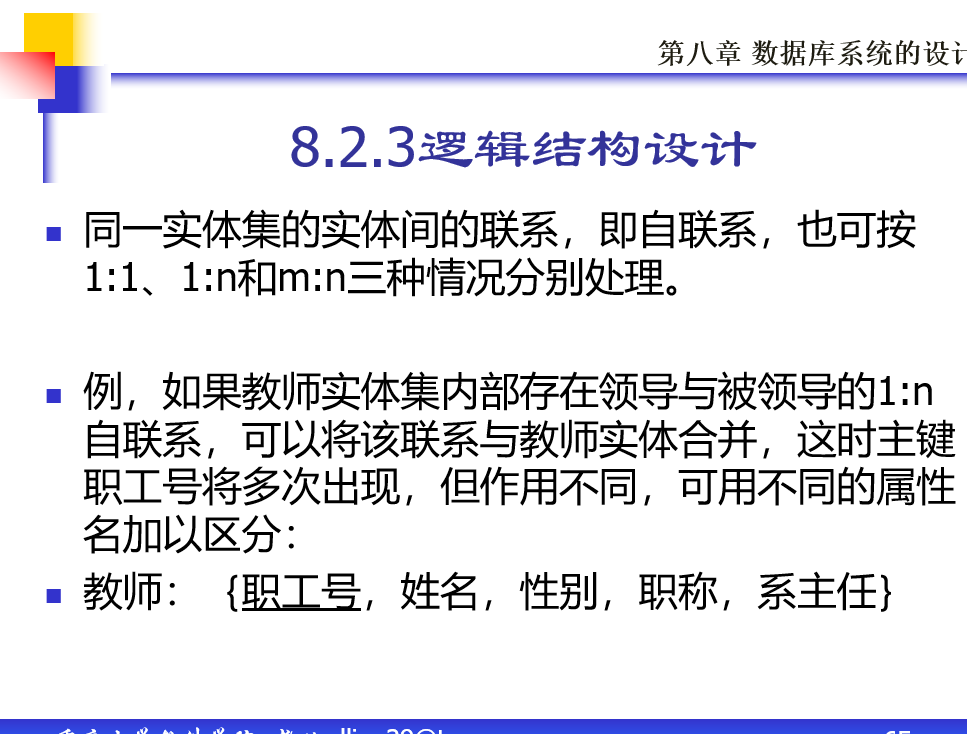 第八章 数据库系统的设计
8.2.3逻辑结构设计
同一实体集的实体间的联系，即自联系，也可按
1:1、1:n和m:n三种情况分别处理。
例，如果教师实体集内部存在领导与被领导的1:n
自联系，可以将该联系与教师实体合并，这时主键
职工号将多次出现，但作用不同，可用不同的属性
名加以区分：
教师：{职工号，姓名，性别，职称，系主任}